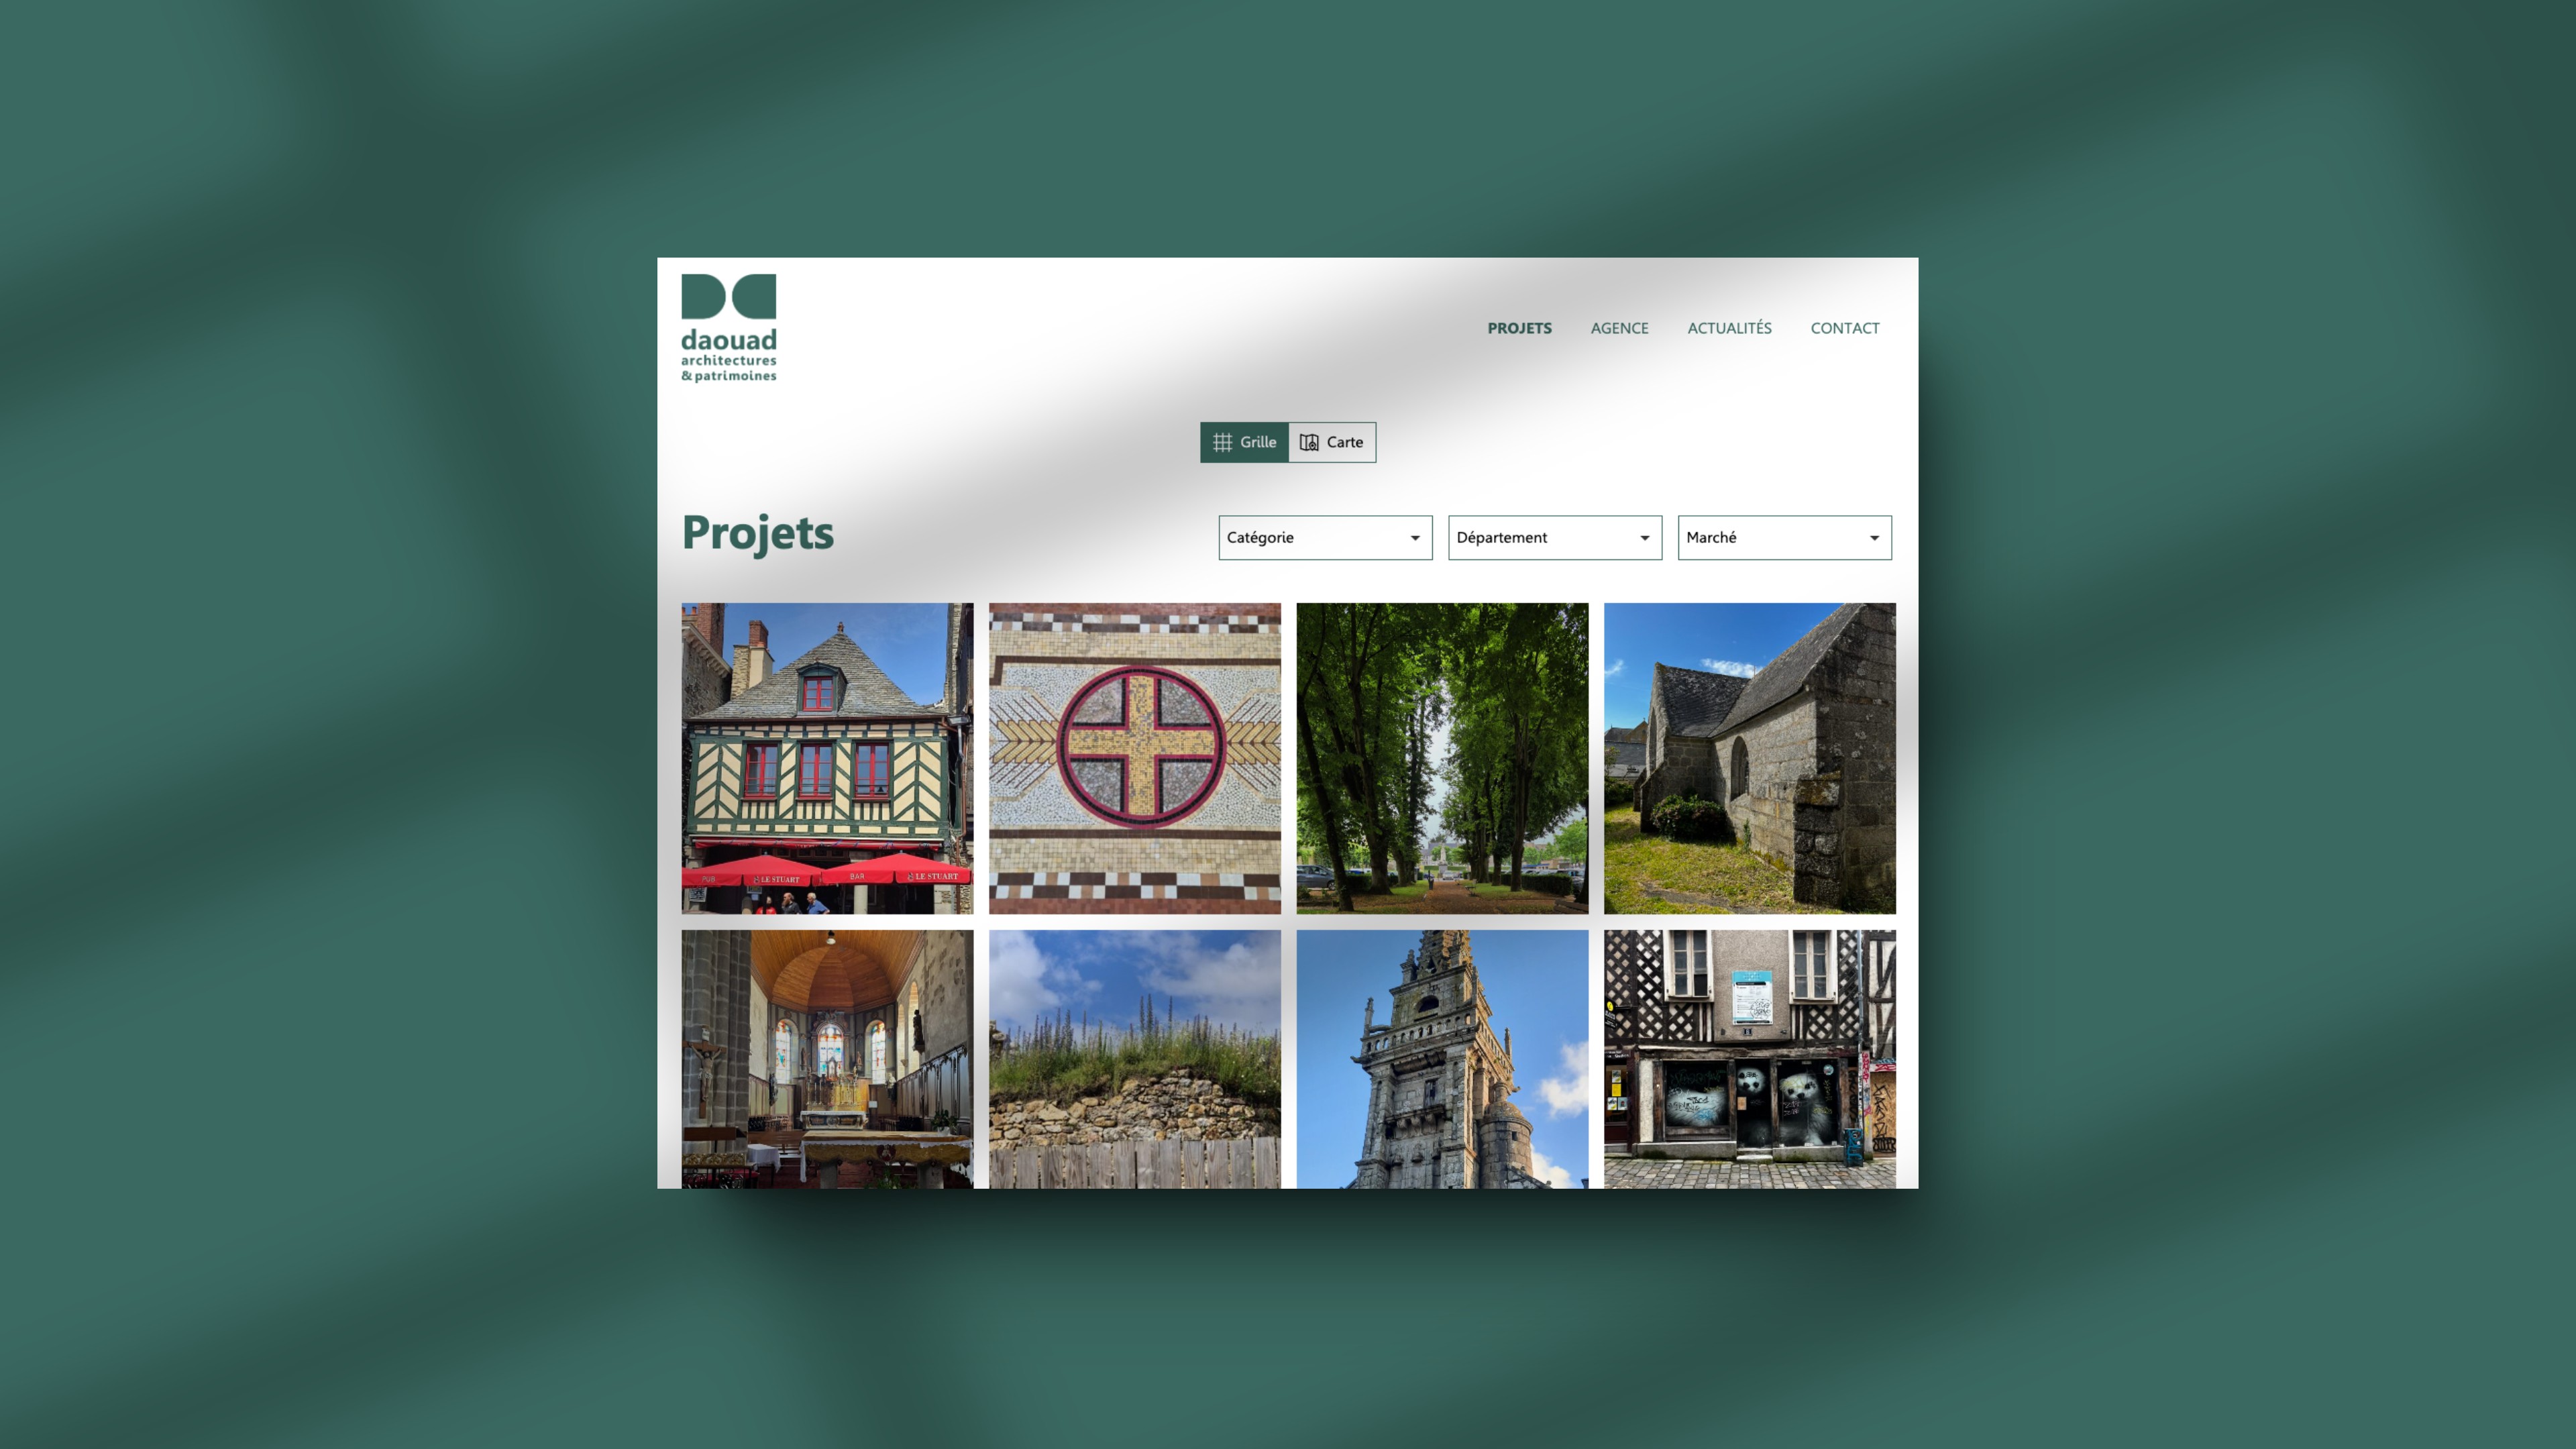 daouad
architectures
& patrimoines
PROJETS AGENCE ACTUALITÉS CONTACT
Grille Carte
Projets
Catégorie Département Marché
PUB LE STUART BAR LE STUART